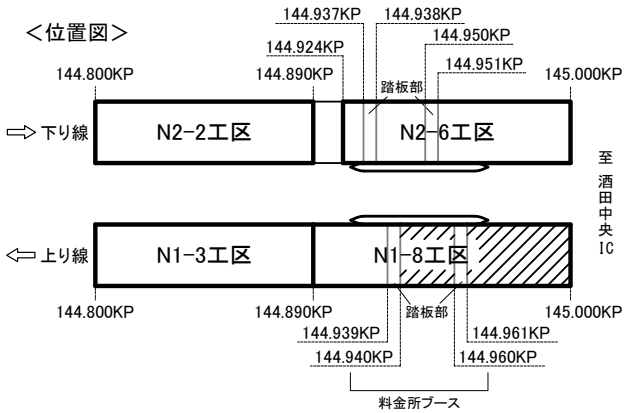 <位置図>
144.937KP
144.938KP
144.924KP
144.950KP
144.951KP
144.800KP
144.890KP
145.000KP
踏板部
⇨ 下り線
N2-2工区
N2-6工区
至 酒田中央IC
⇦ 上り線
N1-3工区
N1-8工区
144.800KP
144.890KP
踏板部
145.000KP
144.939KP
144.961KP
144.940KP
144.960KP
料金所ブース